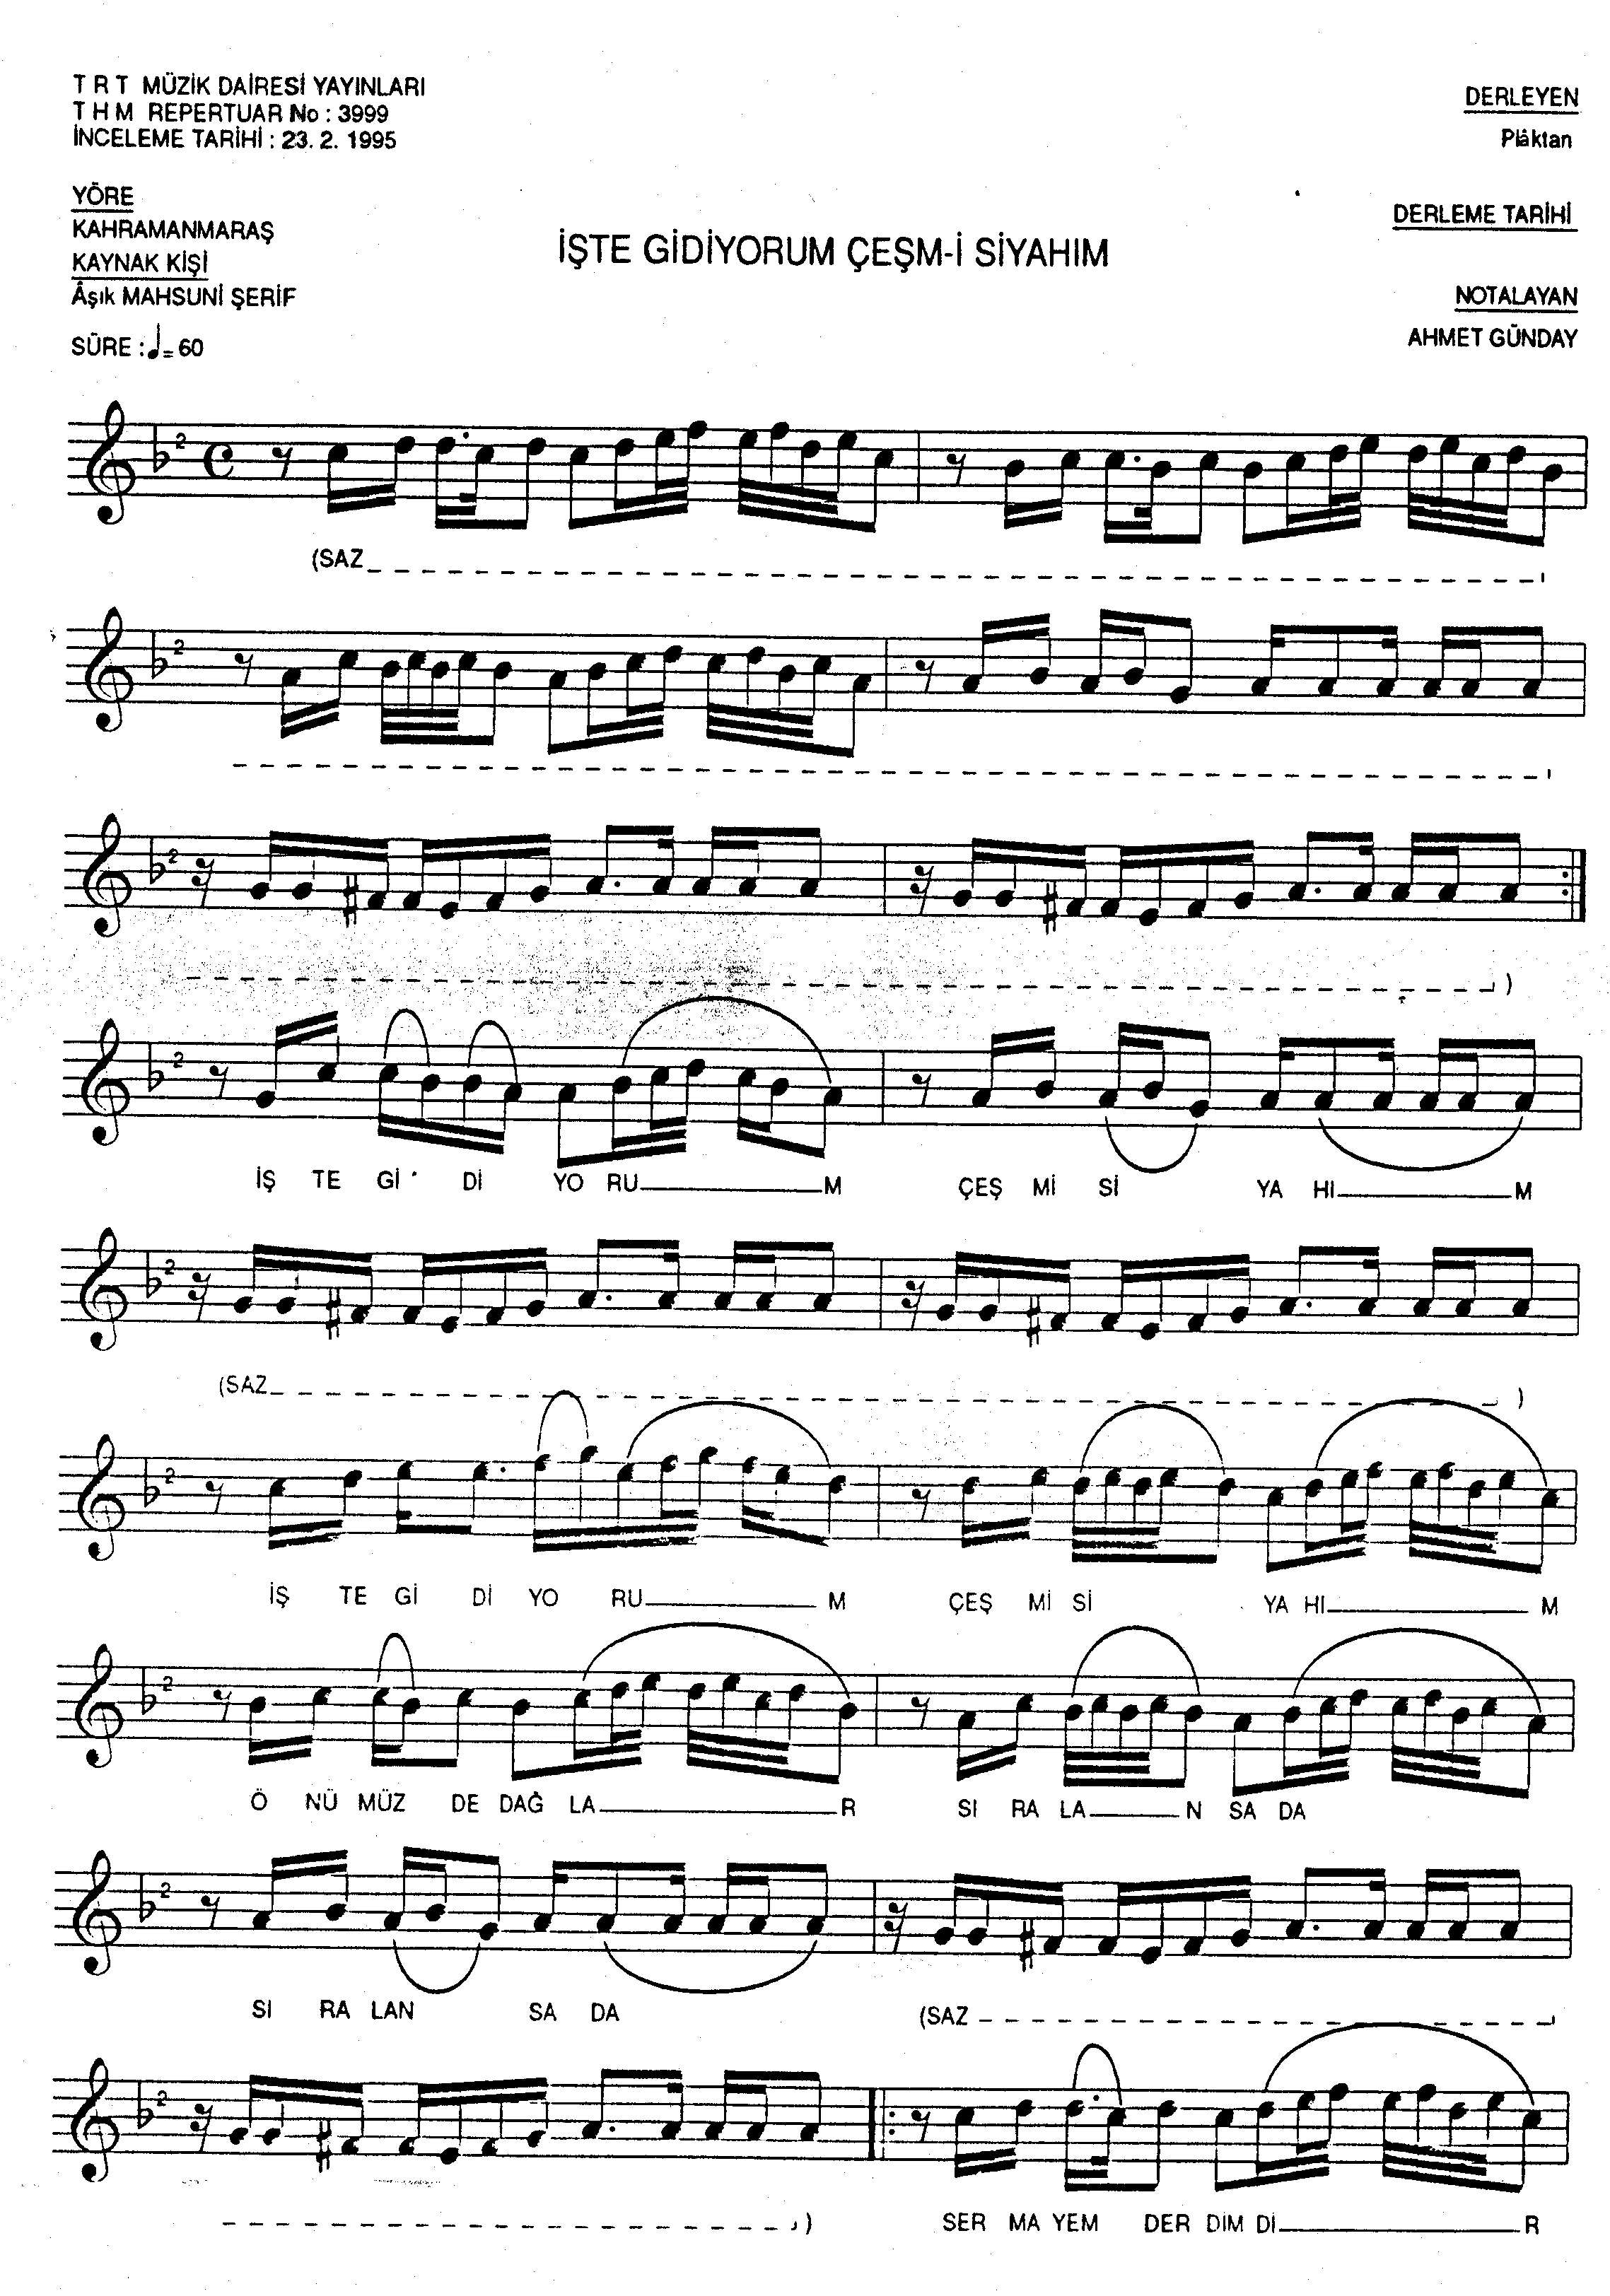 T R T MÜZİK DAİRESİ YAYINLARI
T H M REPERTUAR No : 3999
İNCELEME TARİHİ : 23. 2. 1995
DERLEYEN
Plâktan
YÖRE
KAHRAMANMARAŞ
KAYNAK KİŞİ
Âşık MAHSUNİ ŞERİF
SÜRE : ♩= 60
İŞTE GİDİYORUM ÇEŞM-İ SİYAHIM
DERLEME TARİHİ
NOTALAYAN
AHMET GÜNDAY
(SAZ
)
İŞ TE Gİ Dİ YO RU M ÇEŞ Mİ Sİ YA HI M
(SAZ )
İŞ TE Gİ Dİ YO RU M ÇEŞ Mİ Sİ YA HI M
Ö NÜ MÜZ DE DAĞ LA R SI RA LA N SA DA
SI RA LAN SA DA (SAZ
) SER MA YEM DER DİM Dİ R